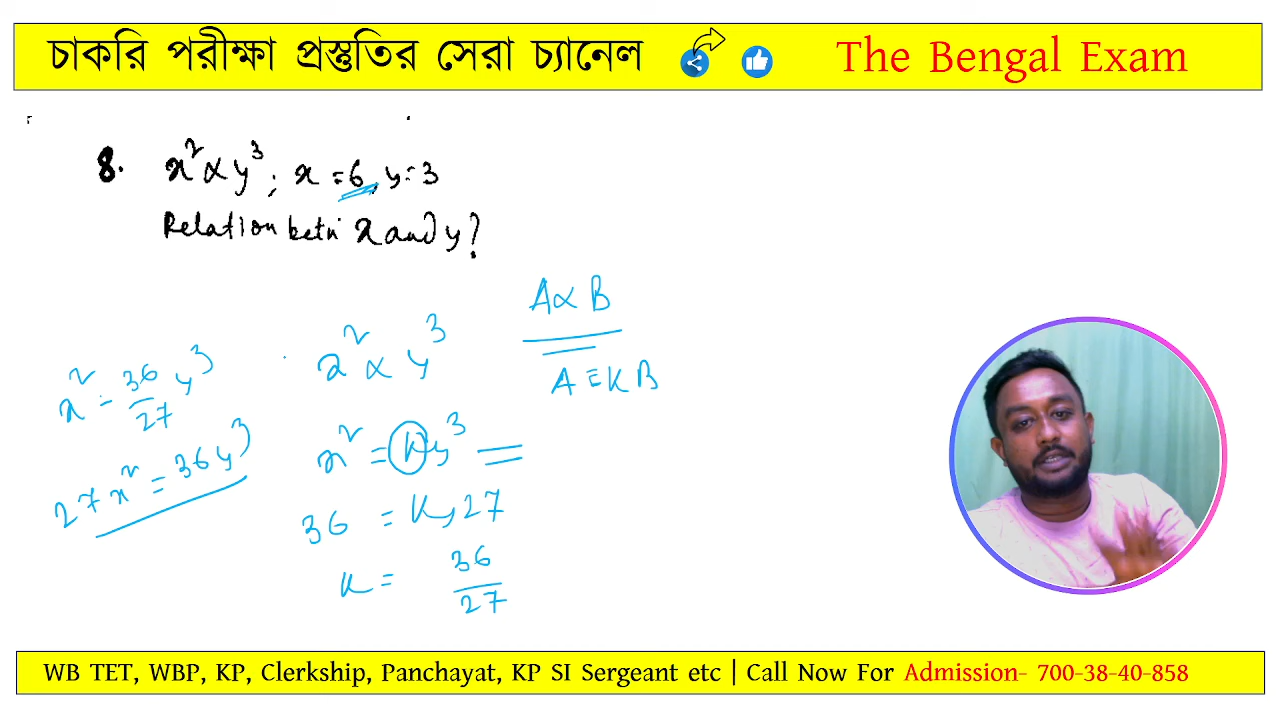 চাকরি পরীক্ষা প্রস্তুতির সেরা চ্যানেল The Bengal Exam
8. x² ∝ y³; x = 6, y = 3
Relation betn x and y?
A ∝ B
A = KB
x² ∝ y³
x² = Ky³
36 = K, 27
K = 36/27
x² = 36/27 y³
27x² = 36y³
WB TET, WBP, KP, Clerkship, Panchayat, KP SI Sergeant etc | Call Now For Admission- 700-38-40-858